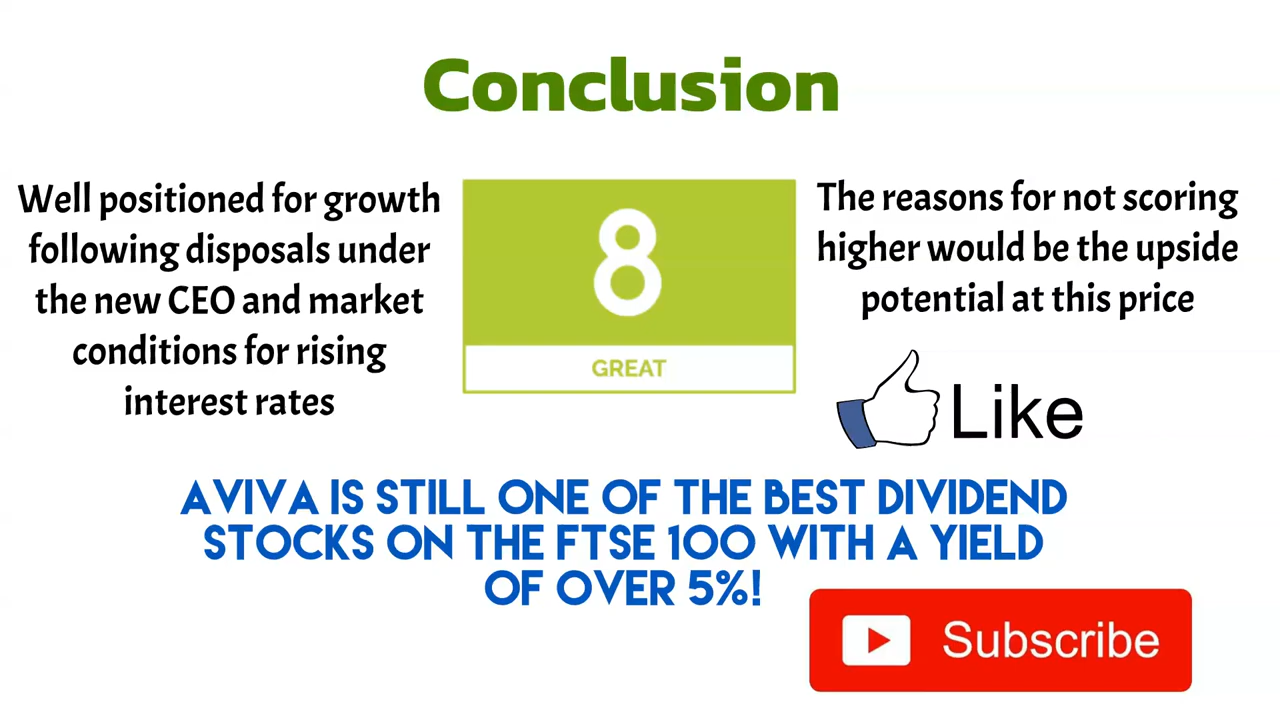 Conclusion
Well positioned for growth
following disposals under
the new CEO and market
conditions for rising
interest rates
8
GREAT
The reasons for not scoring
higher would be the upside
potential at this price
Like
AVIVA IS STILL ONE OF THE BEST DIVIDEND
STOCKS ON THE FTSE 100 WITH A YIELD
OF OVER 5%!
Subscribe